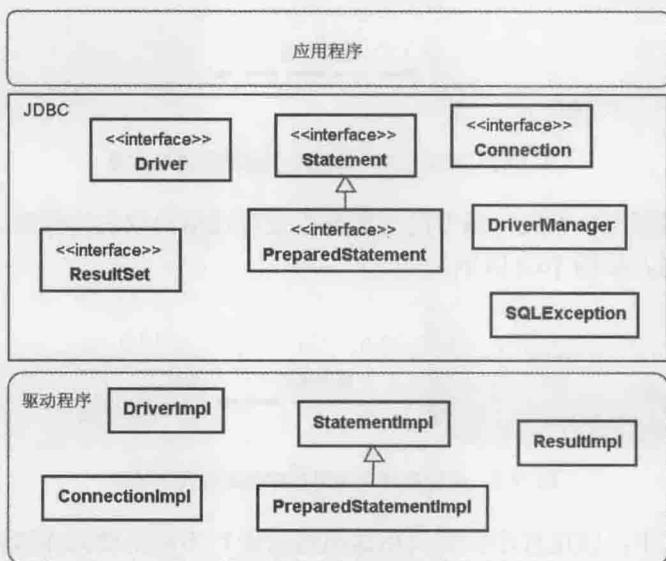 应用程序
JDBC
<<interface>>
Driver
<<interface>>
Statement
<<interface>>
Connection
<<interface>>
ResultSet
<<interface>>
PreparedStatement
DriverManager
SQLException
驱动程序
DriverImpl
StatementImpl
ResultImpl
ConnectionImpl
PreparedStatementImpl